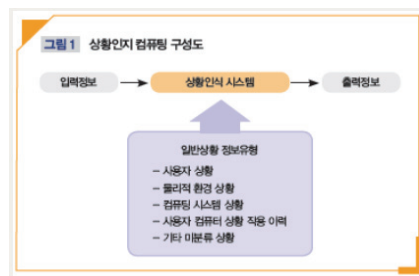 그림 1 상황인지 컴퓨팅 구성도
입력정보 상황인식 시스템 출력정보
일반상황 정보유형
– 사용자 상황
– 물리적 환경 상황
– 컴퓨팅 시스템 상황
– 사용자 컴퓨터 상황 작용 이력
– 기타 미분류 상황